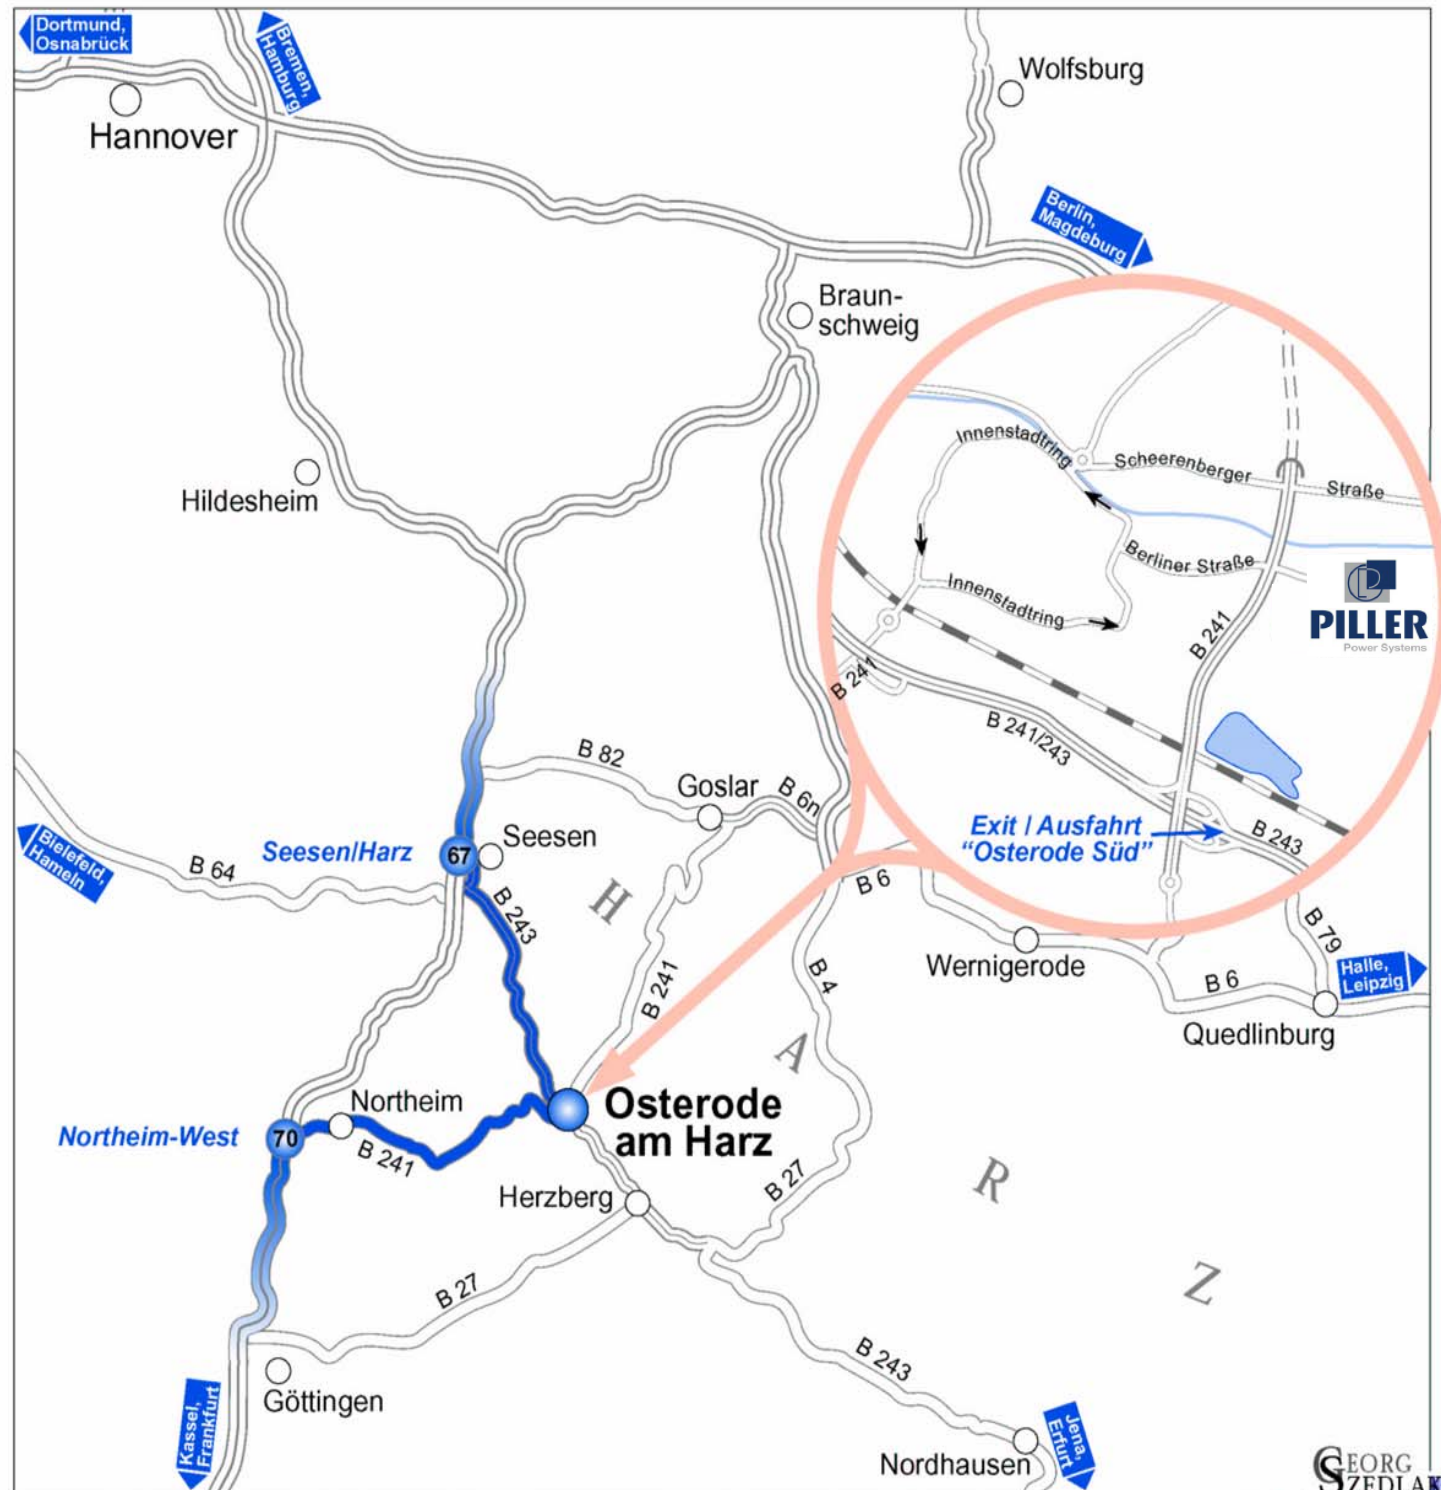 Dortmund,
Osnabrück
Bremen,
Hamburg
Wolfsburg
Hannover
Berlin,
Magdeburg
Braun-
schweig
Innenstadtring
Scheerenberger
Straße
Hildesheim
Berliner Straße
Innenstadtring
PILLER
Power Systems
B 241
B 241
B 241/243
B 82
Goslar
B 6n
Exit / Ausfahrt
“Osterode Süd”
B 243
Seesen/Harz
67
Seesen
Bielefeld,
Hameln
B 64
B 243
H
B 6
B 79
Wernigerode
B 4
B 241
B 6
Halle,
Leipzig
Quedlinburg
A
Osterode
am Harz
Northeim
Northeim-West
70
B 241
B 27
R
Herzberg
B 27
Z
B 243
Göttingen
Kassel,
Frankfurt
Nordhausen
Jena,
Erfurt
GEORG